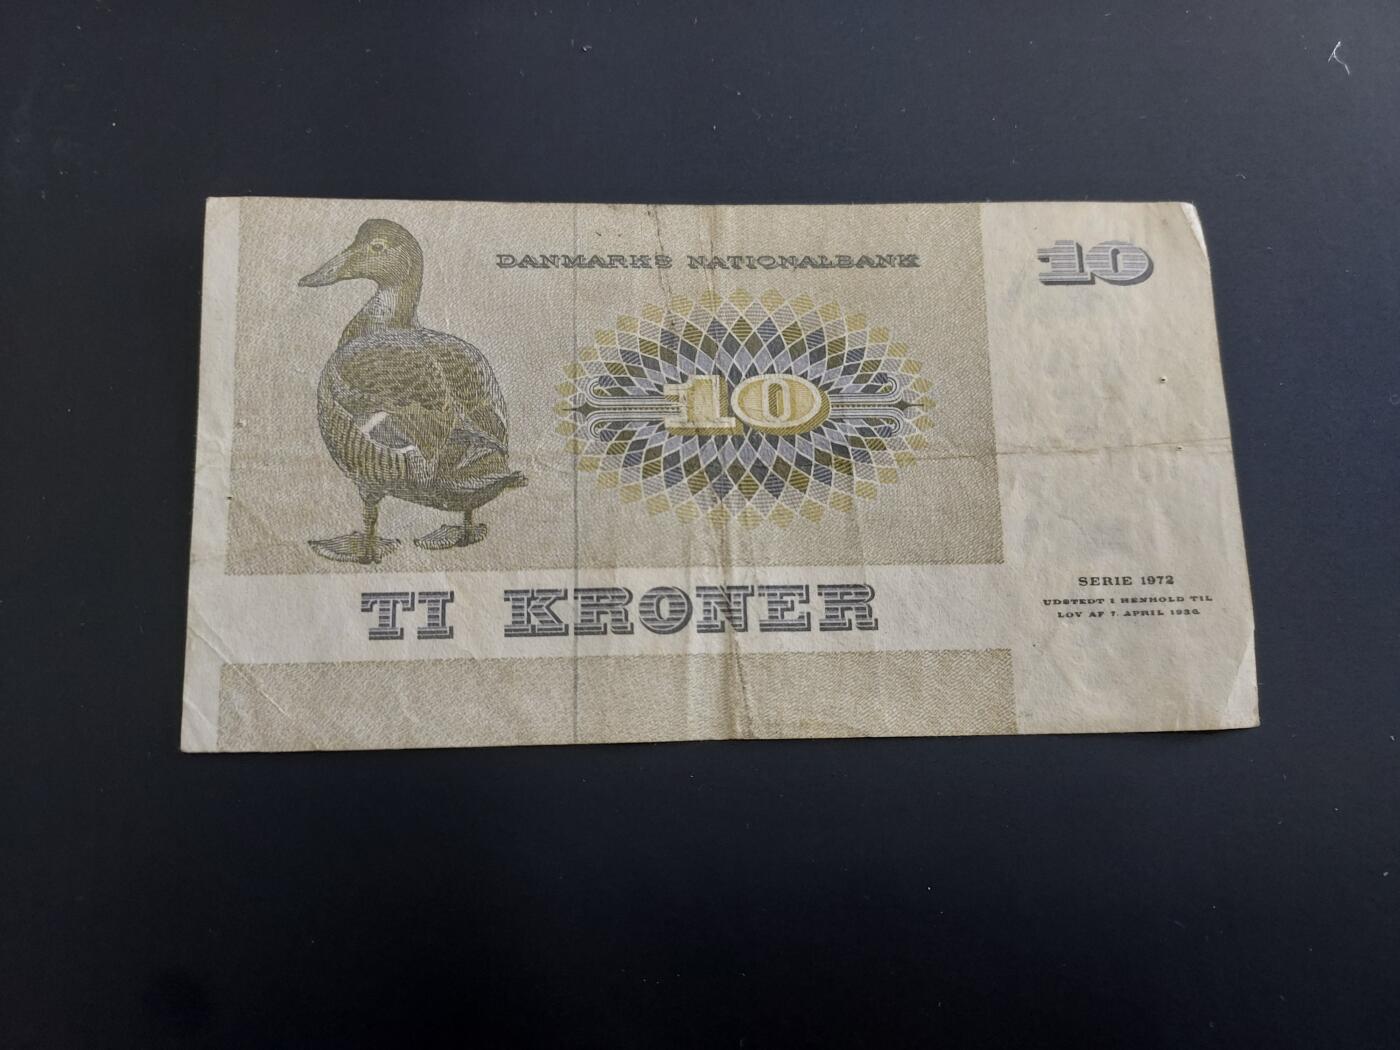 DANMARKS NATIONALBANK
10
10
TI KRONER
SERIE 1972
UDSTEDT I HENHOLD TIL
LOV AF 7. APRIL 1936